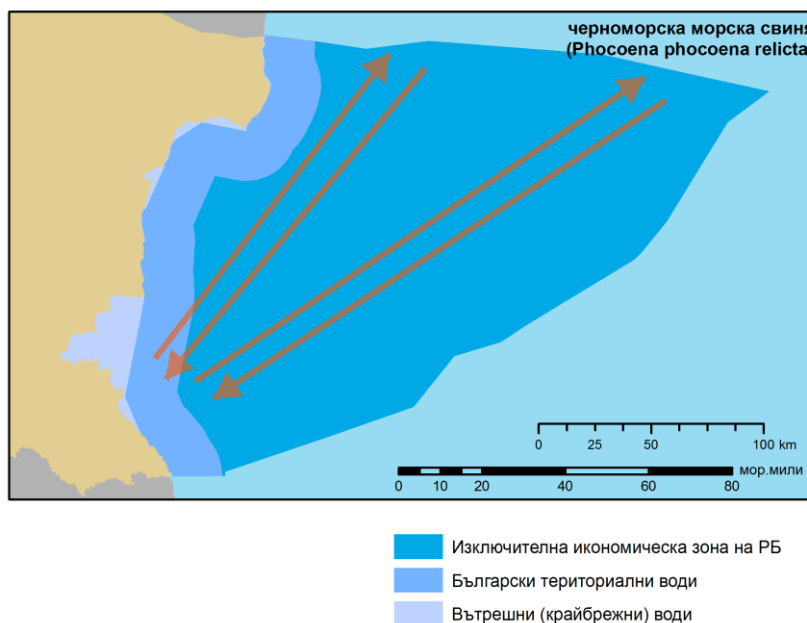 черноморска морска свиня
(Phocoena phocoena relicta
0 25 50 100 km
мор.мили
0 10 20 40 60 80
Изключителна икономическа зона на РБ
Български териториални води
Вътрешни (крайбрежни) води